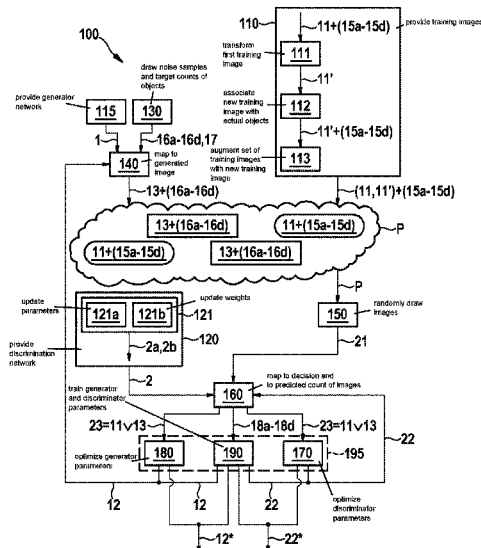 110
11+(15a-15d)
provide training images
100
transform first training image
111
draw noise samples and target counts of objects
11'
provide generator network
associate new training image with actual objects
112
115
130
11'+(15a-15d)
1
16a-16d,17
augment set of training images with new training image
113
140
map to generated image
13+(16a-16d)
(11,11')+(15a-15d)
13+(16a-16d)
11+(15a-15d)
P
11+(15a-15d)
13+(16a-16d)
P
update parameters
update weights
121a
121b
121
150
randomly draw images
120
provide discrimination network
2a,2b
21
2
train generator and discriminator parameters
160
map to decision and to predicted count of images
23=11∨13
18a-18d
23=11∨13
22
180
190
170
195
optimize generator parameters
12
12
22
optimize discriminator parameters
12*
22*